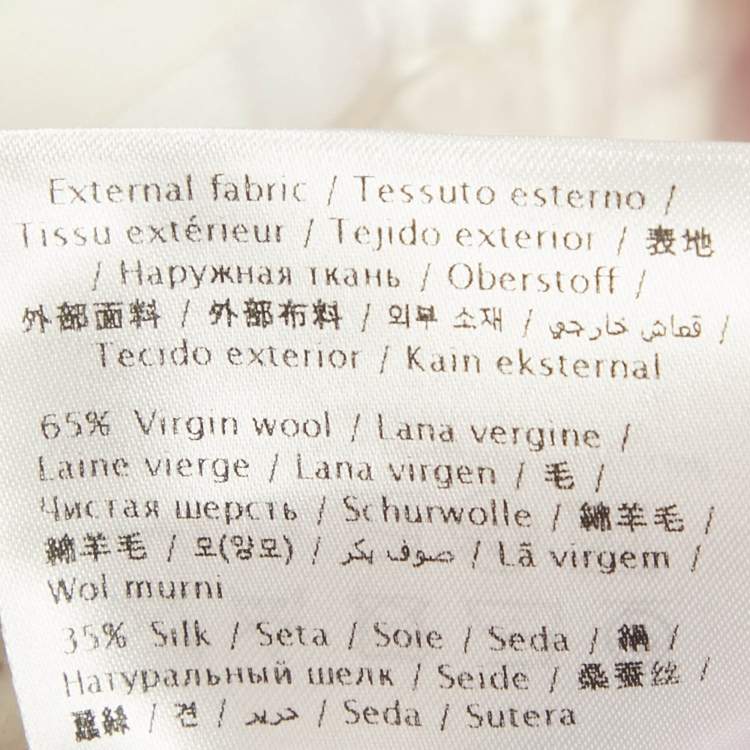 External fabric / Tessuto esterno /
Tissu extérieur / Tejido exterior / 表地
/ Наружная ткань / Oberstoff /
外部面料 / 外部布料 / 외부 소재 / قماش خارجي /
Tecido exterior / Kain eksternal
65% Virgin wool / Lana vergine /
Laine vierge / Lana virgen / 毛 /
Чистая шерсть / Schurwolle / 綿羊毛 /
綿羊毛 / 모(양모) / صوف بكر / Lã virgem /
Wol murni
35% Silk / Seta / Soie / Seda / 絹 /
Натуральный шелк / Seide / 桑蚕丝 /
蠶絲 / 견 / حرير / Seda / Sutera